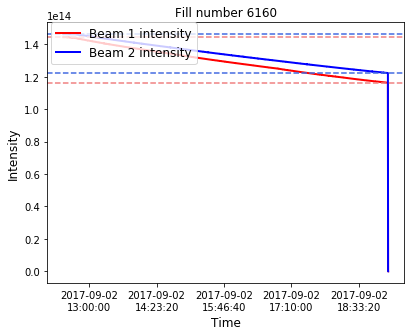 Fill number 6160
1e14
Beam 1 intensity
Beam 2 intensity
1.4
1.2
1.0
0.8
0.6
0.4
0.2
0.0
Intensity
2017-09-02 2017-09-02 2017-09-02 2017-09-02 2017-09-02
13:00:00 14:23:20 15:46:40 17:10:00 18:33:20
Time